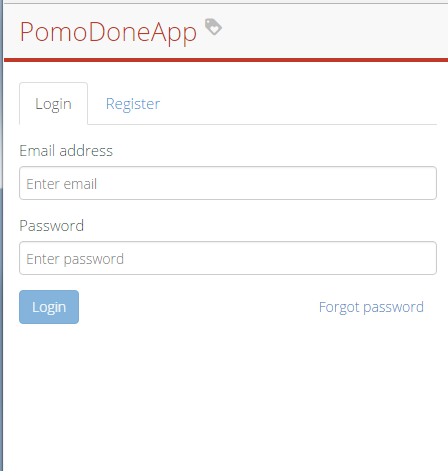 PomoDoneApp
Login Register
Email address
Enter email
Password
Enter password
Login Forgot password